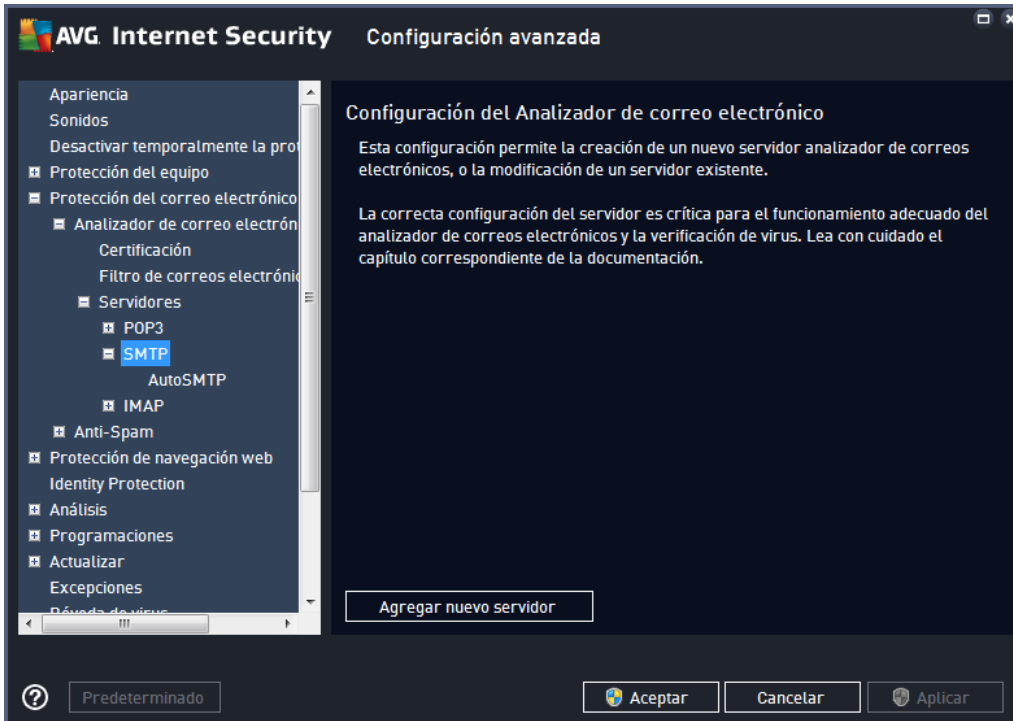 AVG. Internet Security
Configuración avanzada
Apariencia
Sonidos
Desactivar temporalmente la
Protección del equipo
Protección del correo electrónico
Analizador de correo electrón
Certificación
Filtro de correos electrónic
Servidores
POP3
SMTP
AutoSMTP
IMAP
Anti-Spam
Protección de navegación web
Identity Protection
Análisis
Programaciones
Actualizar
Excepciones
Bóveda de virus
Configuración del Analizador de correo electrónico
Esta configuración permite la creación de un nuevo servidor analizador de correos
electrónicos, o la modificación de un servidor existente.
La correcta configuración del servidor es crítica para el funcionamiento adecuado del
analizador de correos electrónicos y la verificación de virus. Lea con cuidado el
capítulo correspondiente de la documentación.
Agregar nuevo servidor
Predeterminado
Aceptar
Cancelar
Aplicar